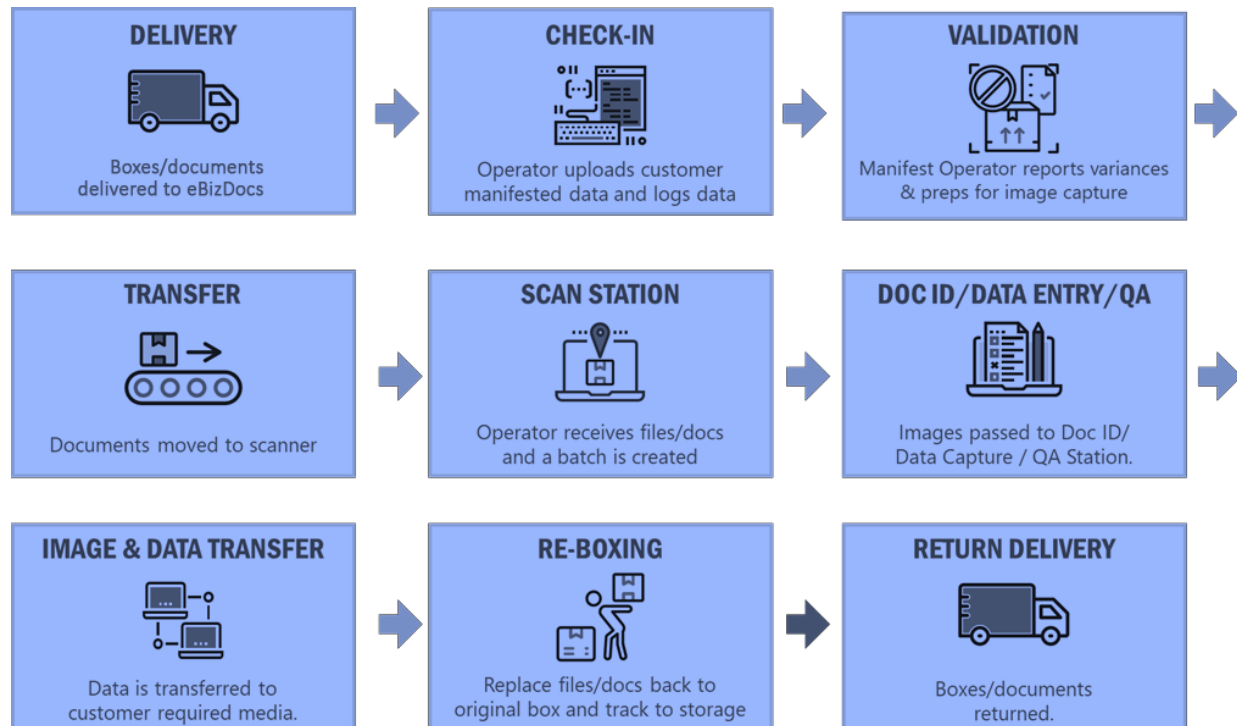 DELIVERY
Boxes/documents
delivered to eBizDocs
CHECK-IN
Operator uploads customer
manifested data and logs data
VALIDATION
Manifest Operator reports variances
& preps for image capture
TRANSFER
Documents moved to scanner
SCAN STATION
Operator receives files/docs
and a batch is created
DOC ID/DATA ENTRY/QA
Images passed to Doc ID/
Data Capture / QA Station.
IMAGE & DATA TRANSFER
Data is transferred to
customer required media.
RE-BOXING
Replace files/docs back to
original box and track to storage
RETURN DELIVERY
Boxes/documents
returned.